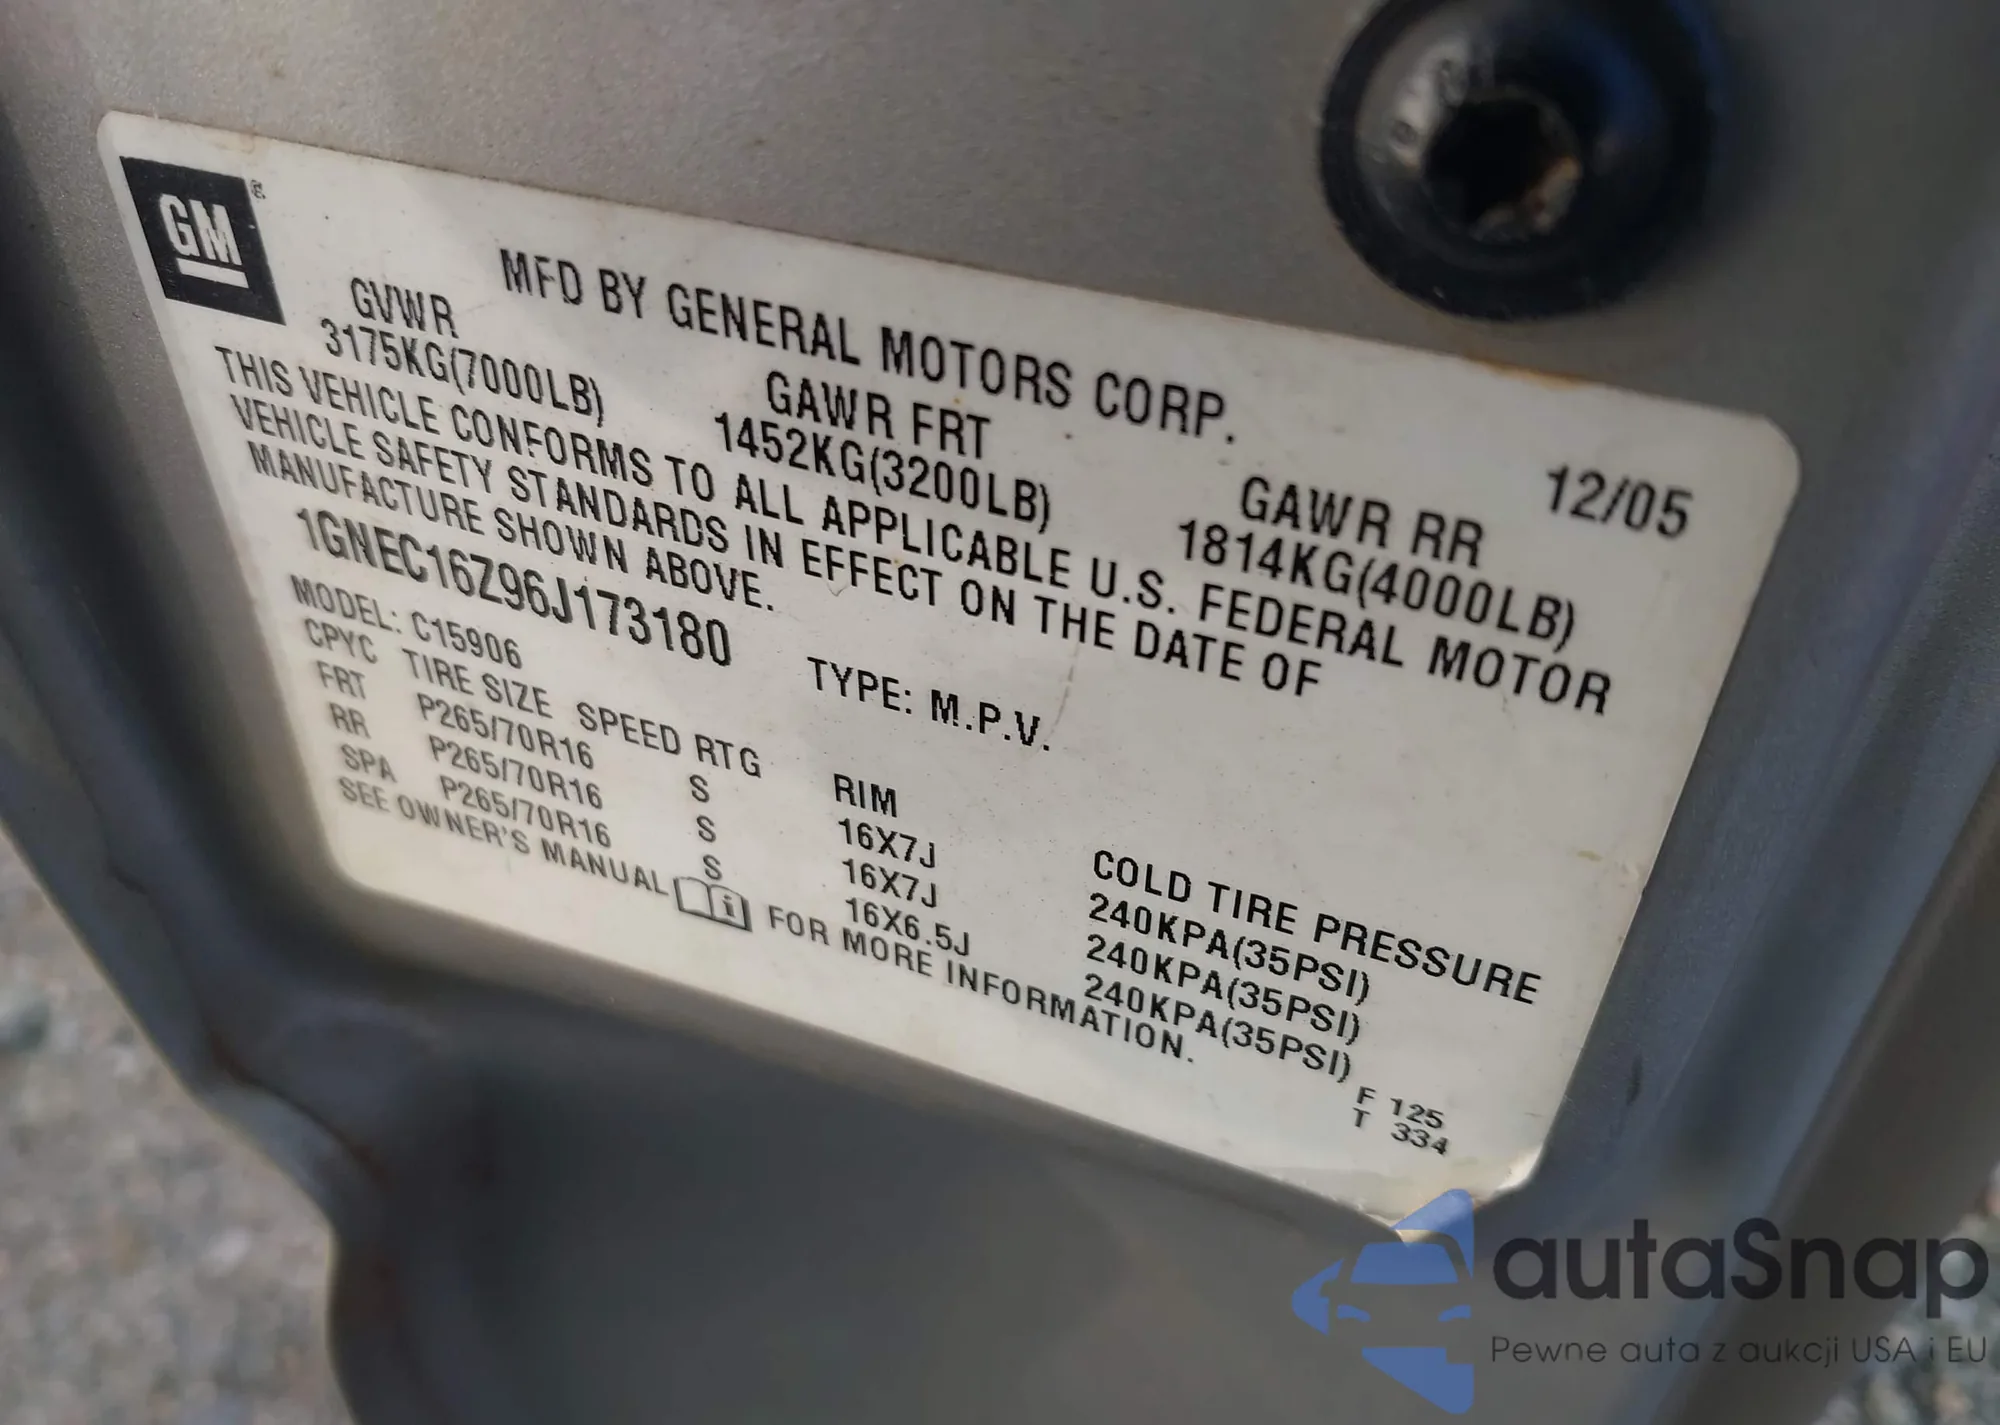 GM®
MFD BY GENERAL MOTORS CORP.
12/05
GVWR GAWR FRT GAWR RR
3175KG(7000LB) 1452KG(3200LB) 1814KG(4000LB)
THIS VEHICLE CONFORMS TO ALL APPLICABLE U.S. FEDERAL MOTOR
VEHICLE SAFETY STANDARDS IN EFFECT ON THE DATE OF
MANUFACTURE SHOWN ABOVE.
1GNEC16Z96J173180 TYPE: M.P.V.
MODEL: C15906
CPYC TIRE SIZE SPEED RTG RIM COLD TIRE PRESSURE
FRT P265/70R16 S 16X7J 240KPA(35PSI)
RR P265/70R16 S 16X7J 240KPA(35PSI)
SPA P265/70R16 S 16X6.5J 240KPA(35PSI)
SEE OWNER'S MANUAL i FOR MORE INFORMATION.
F 125
T 334
autaSnap
Pewne auta z aukcji USA i EU